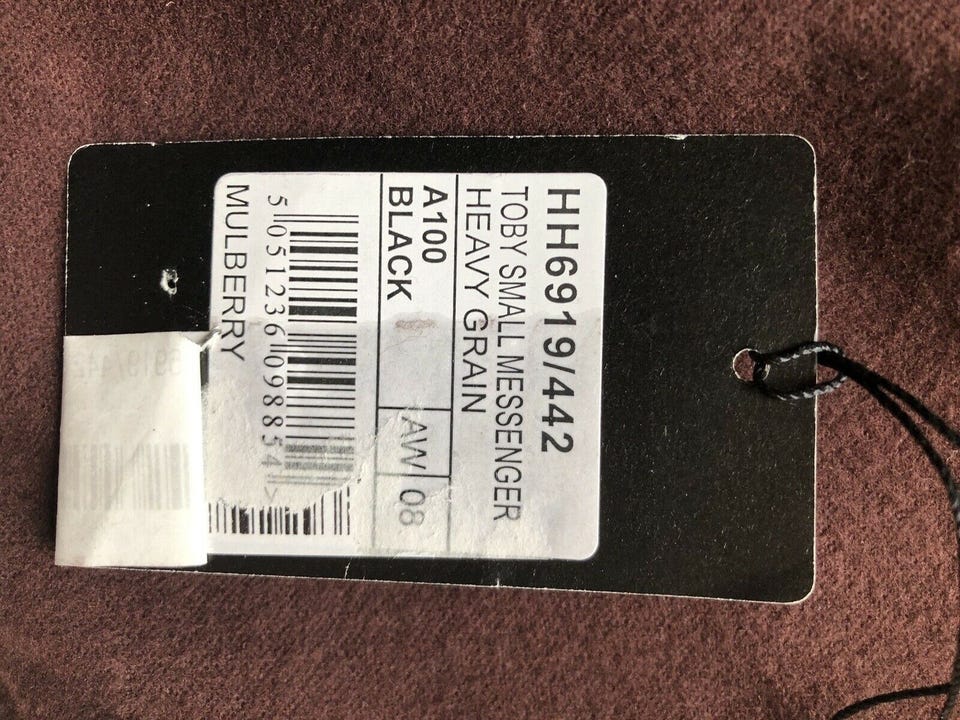 HH6919/442
TOBY SMALL MESSENGER
HEAVY GRAIN
A100
BLACK
AW 08
5 051236 098854 >
MULBERRY